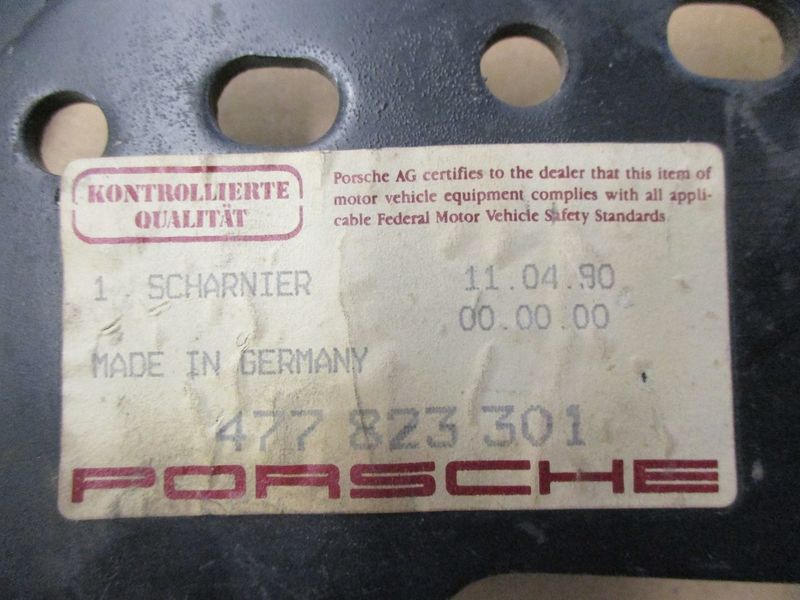 KONTROLLIERTE
QUALITÄT
Porsche AG certifies to the dealer that this item of
motor vehicle equipment complies with all appli-
cable Federal Motor Vehicle Safety Standards
1 SCHARNIER
11.04.90
00.00.00
MADE IN GERMANY
477 823 301
PORSCHE